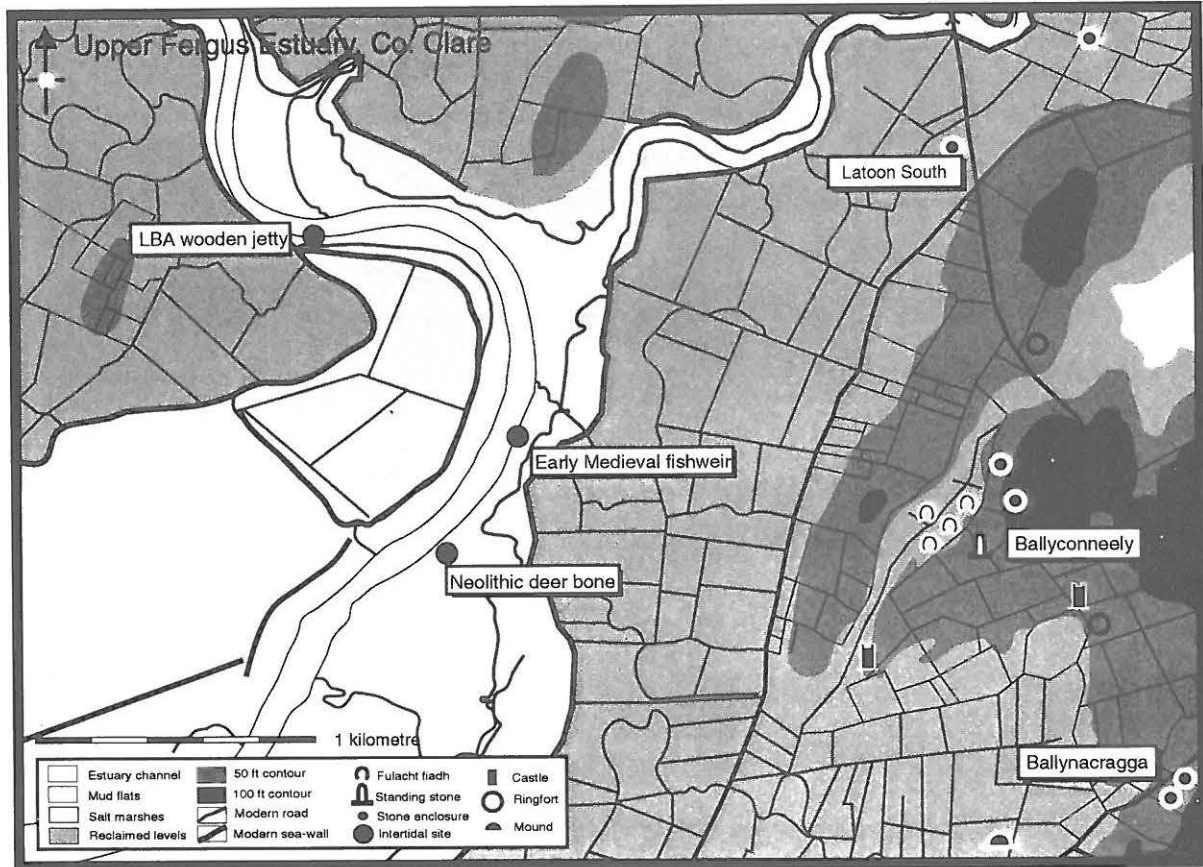 Upper Fergus Estuary, Co. Clare
Latoon South
LBA wooden jetty
Early Medieval fishweir
Ballyconneely
Neolithic deer bone
1 kilometre
Ballynacragga
Estuary channel
Mud flats
Salt marshes
Reclaimed levels
50 ft contour
100 ft contour
Modern road
Modern sea-wall
Fulacht fiadh
Standing stone
Stone enclosure
Intertidal site
Castle
Ringfort
Mound